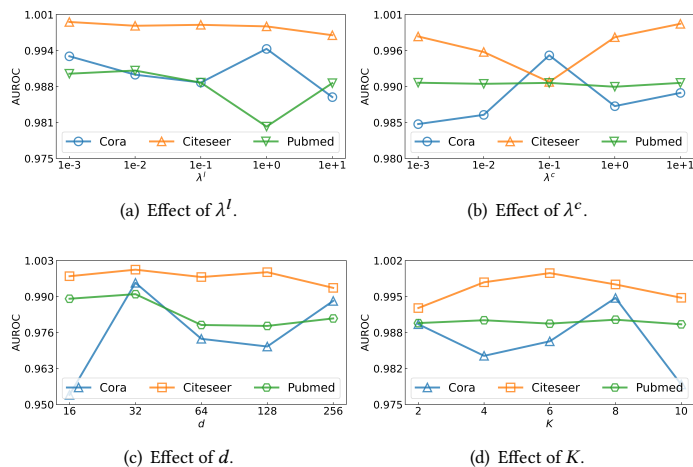 1.001
0.994
0.988
0.981
0.975
AUROC
Cora Citeseer Pubmed
1e-3 1e-2 1e-1 1e+0 1e+1
λˡ
(a) Effect of λˡ.
1.001
0.996
0.990
0.985
0.980
AUROC
Cora Citeseer Pubmed
1e-3 1e-2 1e-1 1e+0 1e+1
λᶜ
(b) Effect of λᶜ.
1.003
0.990
0.976
0.963
0.950
AUROC
Cora Citeseer Pubmed
16 32 64 128 256
d
(c) Effect of d.
1.002
0.995
0.988
0.982
0.975
AUROC
Cora Citeseer Pubmed
2 4 6 8 10
K
(d) Effect of K.